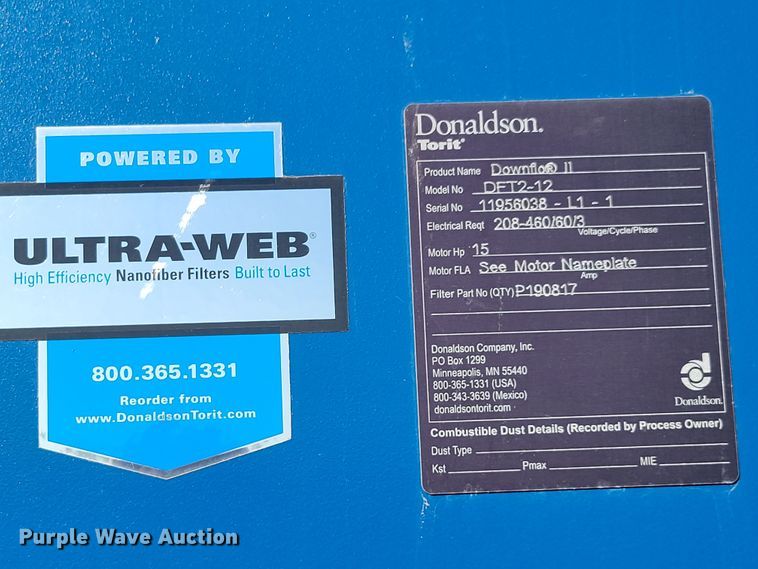 POWERED BY
ULTRA-WEB®
High Efficiency Nanofiber Filters Built to Last
800.365.1331
Reorder from
www.DonaldsonTorit.com
Donaldson.
Torit®
Product Name Downflo® II
Model No DFT2-12
Serial No 11956038 - L1 - 1
Electrical Reqt 208-460/60/3
Voltage/Cycle/Phase
Motor Hp 15
Motor FLA See Motor Nameplate
Amp
Filter Part No (QTY) P190817
Donaldson Company, Inc.
PO Box 1299
Minneapolis, MN 55440
800-365-1331 (USA)
800-343-3639 (Mexico)
donaldsontorit.com
Donaldson.
Combustible Dust Details (Recorded by Process Owner)
Dust Type
Kst Pmax MIE
Purple Wave Auction